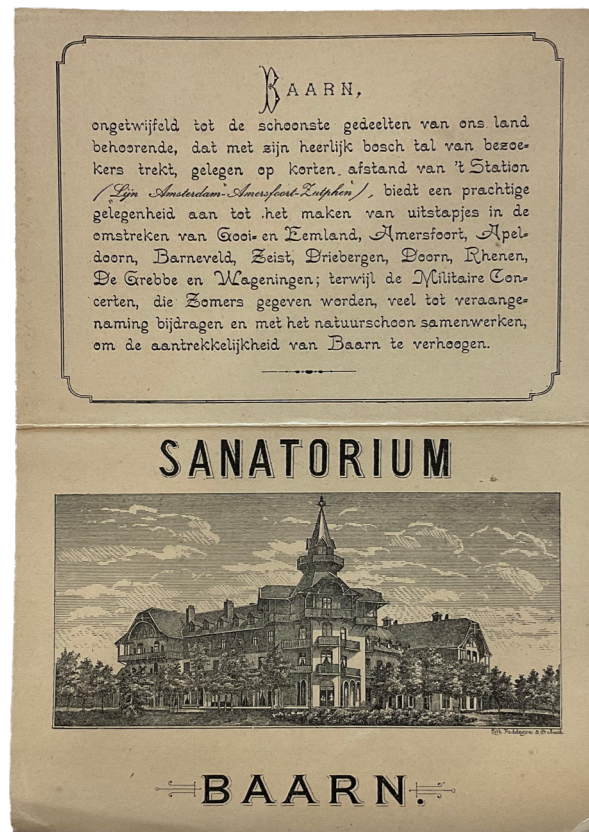 BAARN,
ongetwijfeld tot de schoonste gedeelten van ons land
behoorende, dat met zijn heerlijk bosch tal van bezoe-
kers trekt, gelegen op korten afstand van 't Station
(Lijn Amsterdam-Amersfoort-Zutphen), biedt een prachtige
gelegenheid aan tot het maken van uitstapjes in de
omstreken van Gooi- en Eemland, Amersfoort, Apel-
doorn, Barneveld, Zeist, Driebergen, Doorn, Rhenen,
De Grebbe en Wageningen; terwijl de Militaire Con-
certen, die Zomers gegeven worden, veel tot veraange-
naming bijdragen en met het natuurschoon samenwerken,
om de aantrekkelijkheid van Baarn te verhoogen.
SANATORIUM
BAARN.